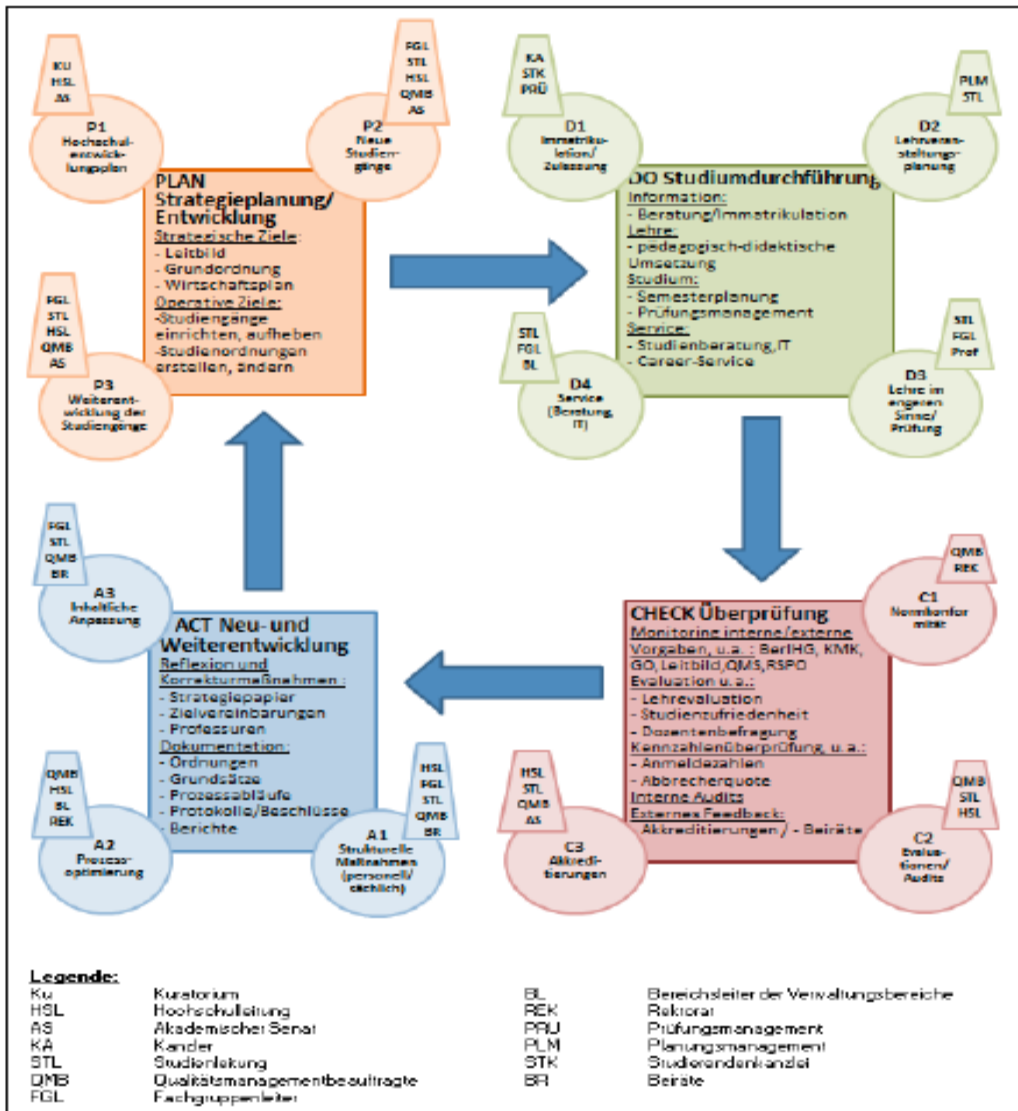 KU
HSL
AS
P1
Hochschul-
entwick-
lungsplan
FGL
STL
HSL
QMB
AS
P2
Neue
Studien-
gänge
PLAN
Strategieplanung/
Entwicklung
Strategische Ziele:
- Leitbild
- Grundordnung
- Wirtschaftsplan
Operative Ziele:
-Studiengänge
einrichten, aufheben
-Studienordnungen
erstellen, ändern
FGL
STL
HSL
QMB
AS
P3
Weiterent-
wicklung der
Studiengänge
KA
STK
PRÜ
D1
Immatriku-
lation/
Zulassung
PLM
STL
D2
Lehrveran-
staltungs-
planung
DO Studiumdurchführung
Information:
- Beratung/Immatrikulation
Lehre:
- pädagogisch-didaktische
Umsetzung
Studium:
- Semesterplanung
- Prüfungsmanagement
Service:
- Studienberatung,IT
- Career-Service
STL
FGL
BL
D4
Service
(Beratung,
IT)
STL
FGL
Prof
D3
Lehre im
engeren
Sinne/
Prüfung
FGL
STL
QMB
BR
A3
Inhaltliche
Anpassung
ACT Neu- und
Weiterentwicklung
Reflexion und
Korrekturmaßnahmen :
- Strategiepapier
- Zielvereinbarungen
- Professuren
Dokumentation:
- Ordnungen
- Grundsätze
- Prozessabläufe
- Protokolle/Beschlüsse
- Berichte
QMB
HSL
BL
REK
A2
Prozess-
optimierung
HSL
FGL
STL
QMB
BR
A1
Strukturelle
Maßnahmen
(personell/
sächlich)
QMB
REK
C1
Normkonfor
mität
CHECK Überprüfung
Monitoring interne/externe
Vorgaben, u.a. : BerlHG, KMK,
GO,Leitbild,QMS,RSPO
Evaluation u.a.:
- Lehrevaluation
- Studienzufriedenheit
- Dozentenbefragung
Kennzahlenüberprüfung, u.a.:
- Anmeldezahlen
- Abbrecherquote
Interne Audits
Externes Feedback:
- Akkreditierungen / - Beiräte
HSL
STL
QMB
AS
C3
Akkredi-
tierungen
QMB
STL
HSL
C2
Evalua-
tionen/
Audits
Legende:
Ku Kuratorium
HSL Hochschulleitung
AS Akademischer Senat
KA Kanzler
STL Studienleitung
QMB Qualitätsmanagementbeauftragte
FGL Fachgruppenleiter
BL Bereichsleiter der Verwaltungsbereiche
REK Rektorat
PRÜ Prüfungsmanagement
PLM Planungsmanagement
STK Studierendenkanzlei
BR Beiräte